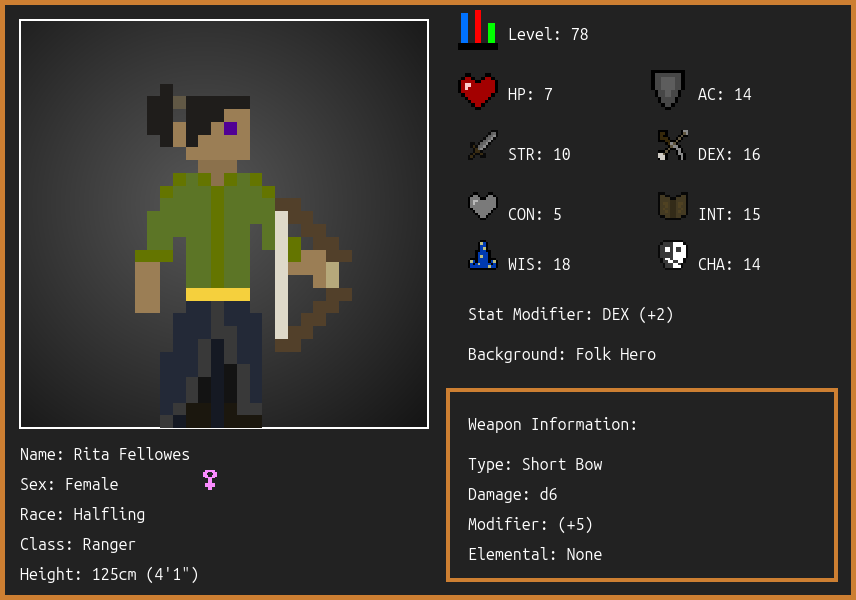 Level: 78
HP: 7
AC: 14
STR: 10
DEX: 16
CON: 5
INT: 15
WIS: 18
CHA: 14
Stat Modifier: DEX (+2)
Background: Folk Hero
Weapon Information:
Type: Short Bow
Damage: d6
Modifier: (+5)
Elemental: None
Name: Rita Fellowes
Sex: Female
Race: Halfling
Class: Ranger
Height: 125cm (4'1")